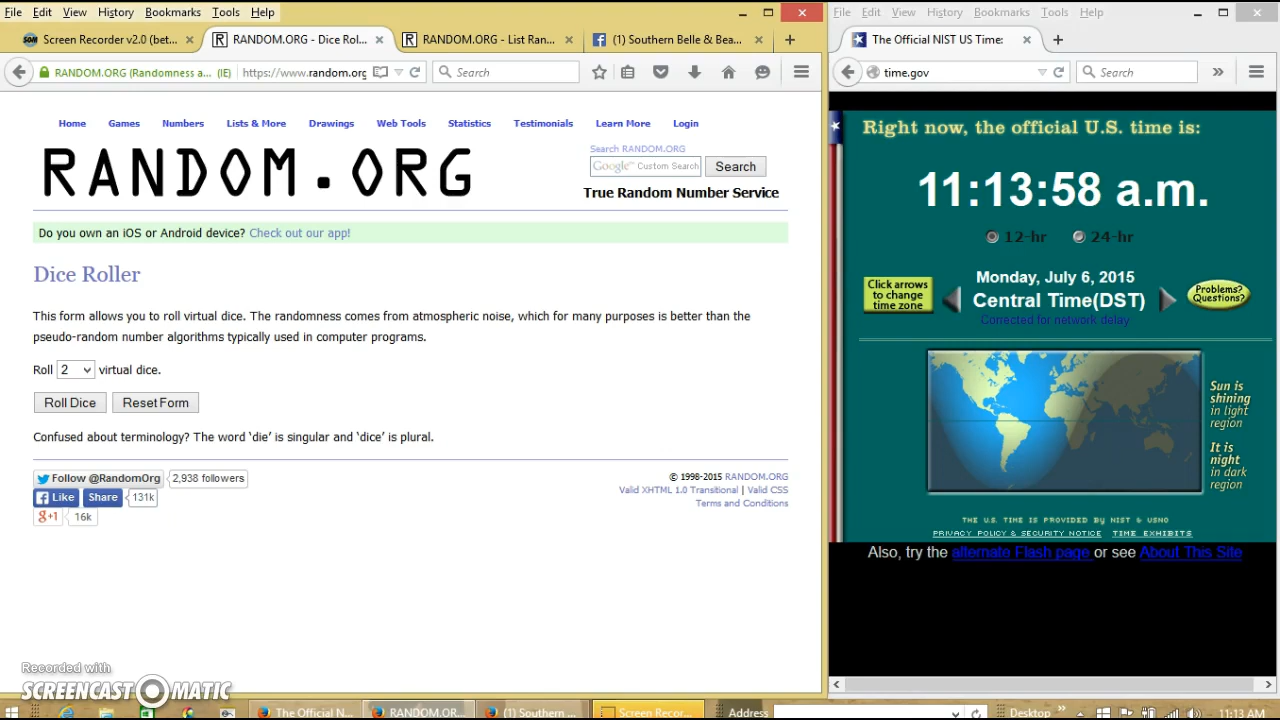 File Edit View History Bookmarks Tools Help
Screen Recorder v2.0 (bet...
RANDOM.ORG - Dice Rol...
RANDOM.ORG - List Ran...
(1) Southern Belle & Bea...
RANDOM.ORG (Randomness a... (IE)
https://www.random.org
Search
Home Games Numbers Lists & More Drawings Web Tools Statistics Testimonials Learn More Login
RANDOM.ORG
Search RANDOM.ORG
Google™ Custom Search
Search
True Random Number Service
Do you own an iOS or Android device? Check out our app!
Dice Roller
This form allows you to roll virtual dice. The randomness comes from atmospheric noise, which for many purposes is better than the
pseudo-random number algorithms typically used in computer programs.
Roll 2 virtual dice.
Roll Dice Reset Form
Confused about terminology? The word ‘die’ is singular and ‘dice’ is plural.
Follow @RandomOrg 2,938 followers
Like Share 131k
g+1 16k
© 1998-2015 RANDOM.ORG
Valid XHTML 1.0 Transitional | Valid CSS
Terms and Conditions
Recorded with
SCREENCAST-O-MATIC
File Edit View History Bookmarks Tools Help
The Official NIST US Time:
time.gov
Search
Right now, the official U.S. time is:
11:13:58 a.m.
12-hr 24-hr
Click arrows
to change
time zone
Monday, July 6, 2015
Central Time(DST)
Corrected for network delay
Problems?
Questions?
Sun is
shining
in light
region
It is
night
in dark
region
THE U.S. TIME IS PROVIDED BY NIST & USNO
PRIVACY POLICY & SECURITY NOTICE TIME EXHIBITS
Also, try the alternate Flash page or see About This Site
The Official N...
RANDOM.OR...
(1) Southern ...
Screen Recor...
Address
Desktop
11:13 AM